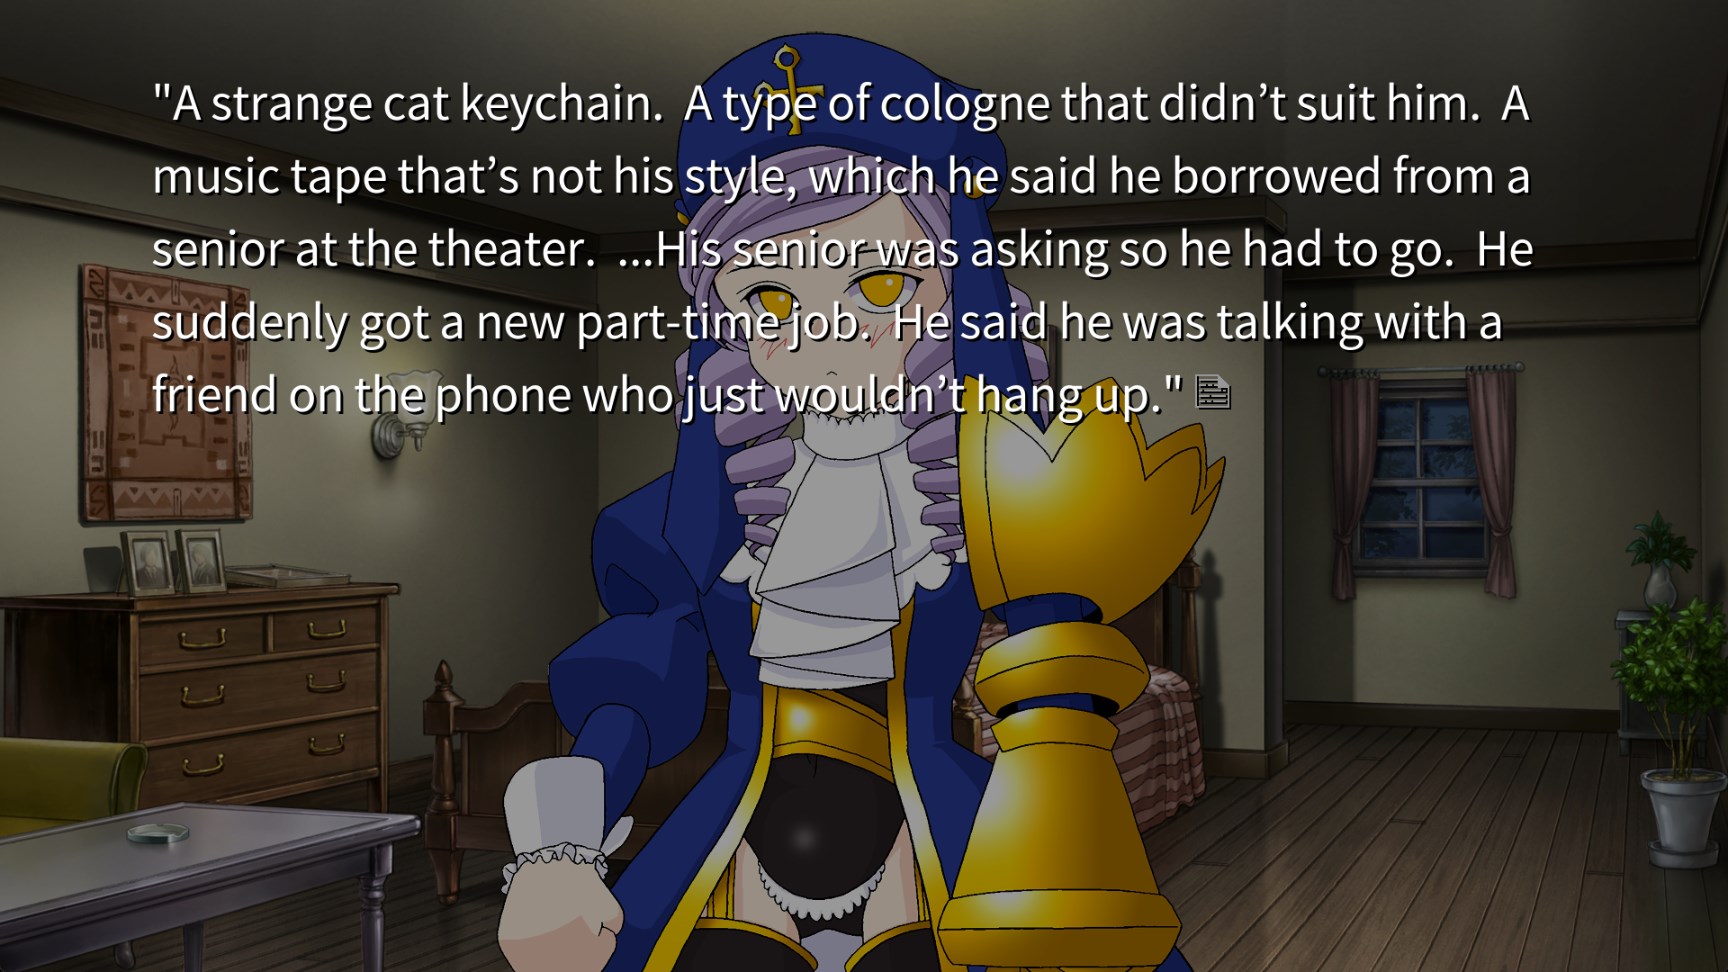 "A strange cat keychain.  A type of cologne that didn’t suit him.  A
music tape that’s not his style, which he said he borrowed from a
senior at the theater.  ...His senior was asking so he had to go.  He
suddenly got a new part-time job.  He said he was talking with a
friend on the phone who just wouldn’t hang up."